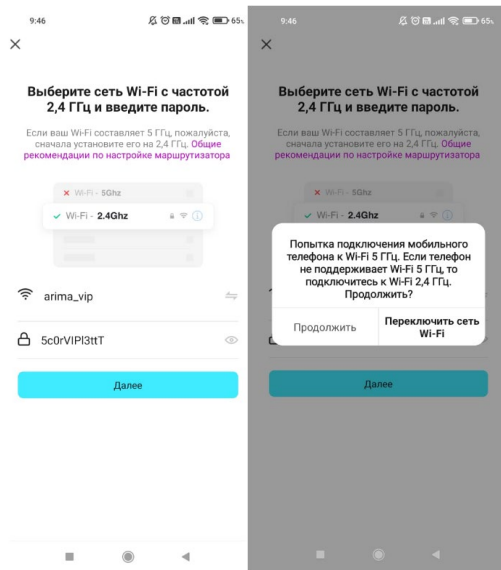 9:46
65%
Выберите сеть Wi-Fi с частотой
2,4 ГГц и введите пароль.
Если ваш Wi-Fi составляет 5 ГГц, пожалуйста,
сначала установите его на 2,4 ГГц. Общие
рекомендации по настройке маршрутизатора
Wi-Fi - 5Ghz
Wi-Fi - 2.4Ghz
arima_vip
5c0rVIPl3ttT
Далее
9:46
65%
Выберите сеть Wi-Fi с частотой
2,4 ГГц и введите пароль.
Если ваш Wi-Fi составляет 5 ГГц, пожалуйста,
сначала установите его на 2,4 ГГц. Общие
рекомендации по настройке маршрутизатора
Wi-Fi - 5Ghz
Wi-Fi - 2.4Ghz
Попытка подключения мобильного
телефона к Wi-Fi 5 ГГц. Если телефон
не поддерживает Wi-Fi 5 ГГц, то
подключитесь к Wi-Fi 2,4 ГГц.
Продолжить?
Продолжить
Переключить сеть
Wi-Fi
Далее